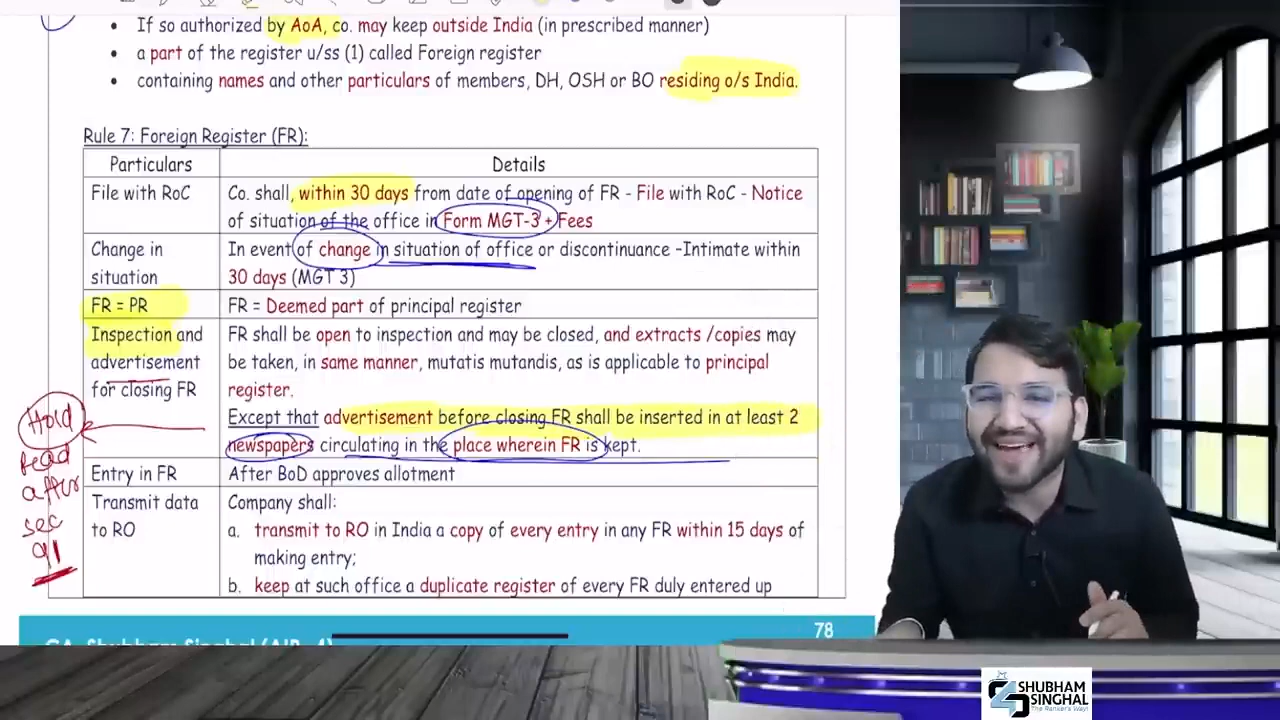 • If so authorized by AoA, co. may keep outside India (in prescribed manner)
• a part of the register u/ss (1) called Foreign register
• containing names and other particulars of members, DH, OSH or BO residing o/s India.
Rule 7: Foreign Register (FR):
Particulars Details
File with RoC Co. shall, within 30 days from date of opening of FR - File with RoC - Notice
of situation of the office in Form MGT-3 + Fees
Change in In event of change in situation of office or discontinuance –Intimate within
situation 30 days (MGT 3)
FR = PR FR = Deemed part of principal register
Inspection and FR shall be open to inspection and may be closed, and extracts /copies may
advertisement be taken, in same manner, mutatis mutandis, as is applicable to principal
for closing FR register.
Except that advertisement before closing FR shall be inserted in at least 2
newspapers circulating in the place wherein FR is kept.
Hold
Read
after
sec
91
Entry in FR After BoD approves allotment
Transmit data Company shall:
to RO a. transmit to RO in India a copy of every entry in any FR within 15 days of
making entry;
b. keep at such office a duplicate register of every FR duly entered up
CA. Shubham Singhal (AIR-4) 78
SHUBHAM
SINGHAL
The Ranker's Way!